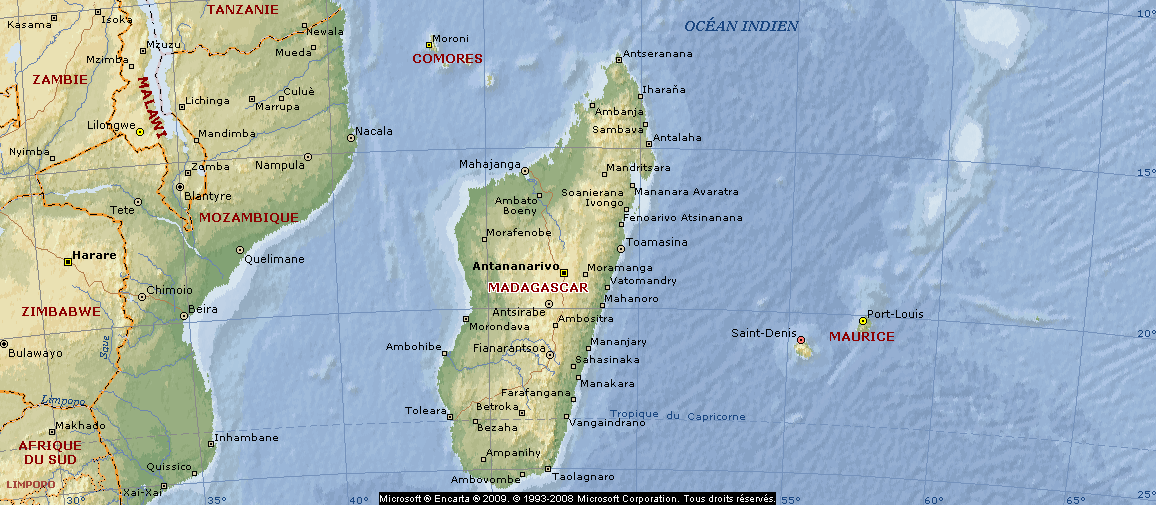 TANZANIE
OCÉAN INDIEN
10°
Kasama
Isoka
Newala
Moroni
Mzuzu
Mueda
Antseranana
Mzimba
COMORES
ZAMBIE
MALAWI
Culuè
Iharaña
Lichinga
Marrupa
Ambanja
Lilongwe
Sambava
Nacala
Mandimba
Antalaha
Nyimba
Nampula
Mahajanga
Zomba
Mandritsara
15°
Blantyre
Soanierana
Ivongo
Mananara Avaratra
Tete
Ambato
Boeny
MOZAMBIQUE
Fenoarivo Atsinanana
Morafenobe
Toamasina
Harare
Quelimane
Antananarivo
Moramanga
MADAGASCAR
Vatomandry
Chimoio
Mahanoro
ZIMBABWE
Beira
Antsirabe
Ambositra
Port-Louis
Morondava
Saint-Denis
MAURICE
20°
Save
Ambohibe
Fianarantsoa
Mananjary
Bulawayo
Sahasinaka
Manakara
Limpopo
Farafangana
Toleara
Betroka
Tropique du Capricorne
Makhado
Bezaha
Vangaindrano
Inhambane
AFRIQUE
DU SUD
Ampanihy
Quissico
Taolagnaro
LIMPOPO
Ambovombe
Xai-Xai
30°
35°
40°
Microsoft ® Encarta ® 2009. © 1993-2008 Microsoft Corporation. Tous droits réservés.
55°
60°
65°
25°